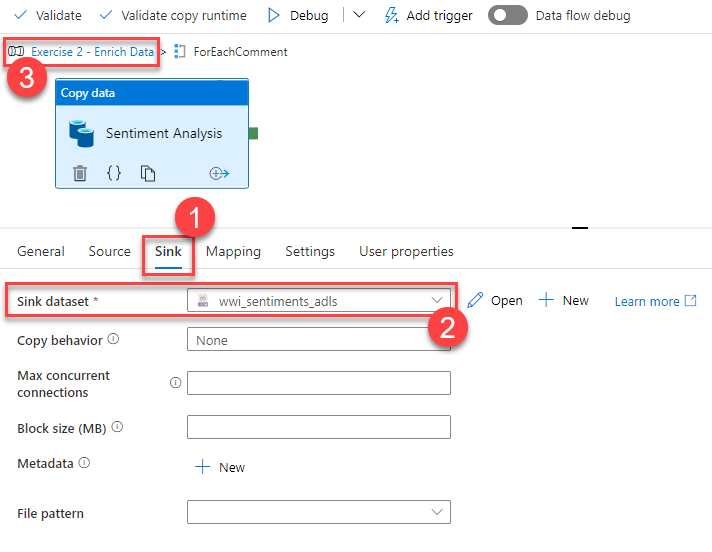 Validate Validate copy runtime Debug Add trigger Data flow debug
Exercise 2 - Enrich Data > ForEachComment
3
Copy data
Sentiment Analysis
{}
1
General Source Sink Mapping Settings User properties
Sink dataset * wwi_sentiments_adls Open New Learn more
2
Copy behavior None
Max concurrent
connections
Block size (MB)
Metadata New
File pattern